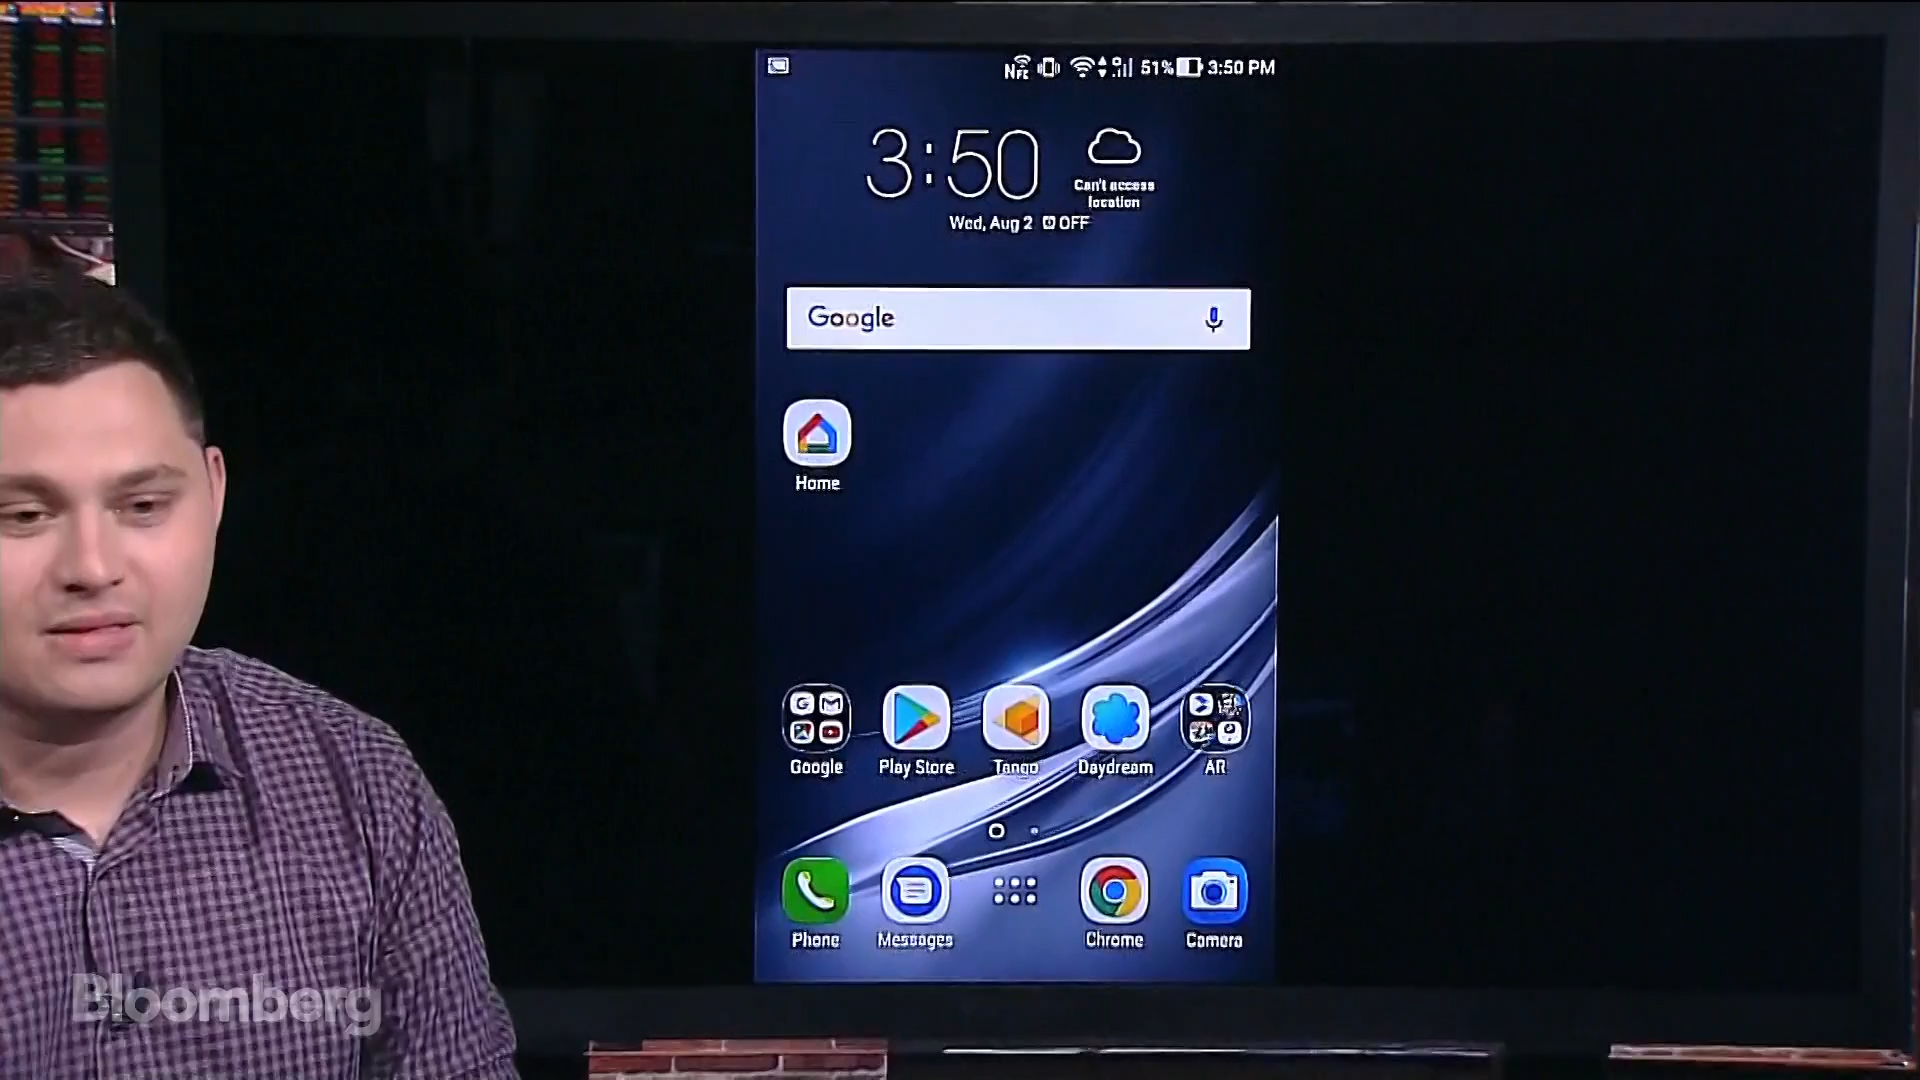 51% 3:50 PM
3:50
Can't access
location
Wed, Aug 2 OFF
Google
Home
Google
Play Store
Tango
Daydream
AR
Phone
Messages
Chrome
Camera
Bloomberg